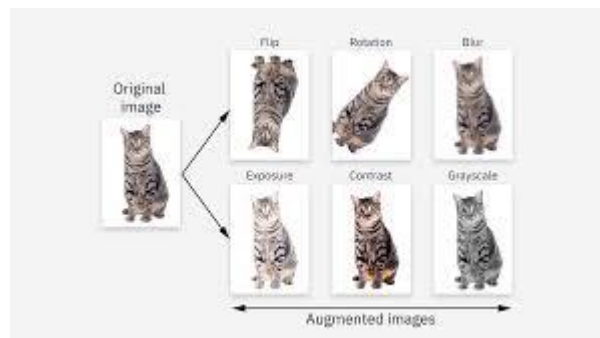 Original
image
Flip
Rotation
Blur
Exposure
Contrast
Grayscale
Augmented images